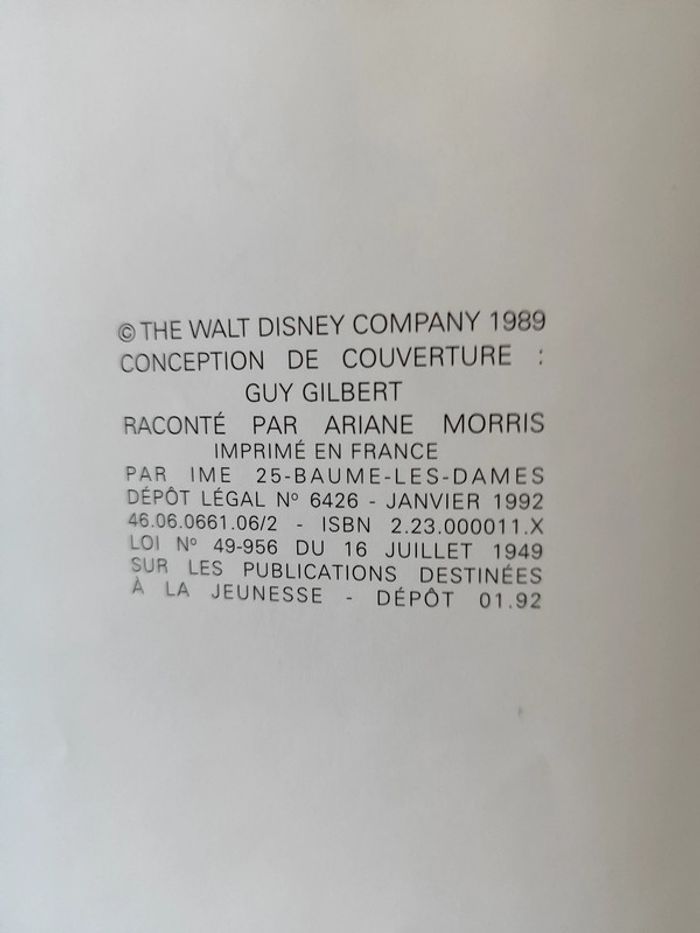 © THE WALT DISNEY COMPANY 1989
CONCEPTION DE COUVERTURE :
GUY GILBERT
RACONTÉ PAR ARIANE MORRIS
IMPRIMÉ EN FRANCE
PAR IME 25-BAUME-LES-DAMES
DÉPÔT LÉGAL Nº 6426 - JANVIER 1992
46.06.0661.06/2 - ISBN 2.23.000011.X
LOI Nº 49-956 DU 16 JUILLET 1949
SUR LES PUBLICATIONS DESTINÉES
À LA JEUNESSE - DÉPÔT 01.92